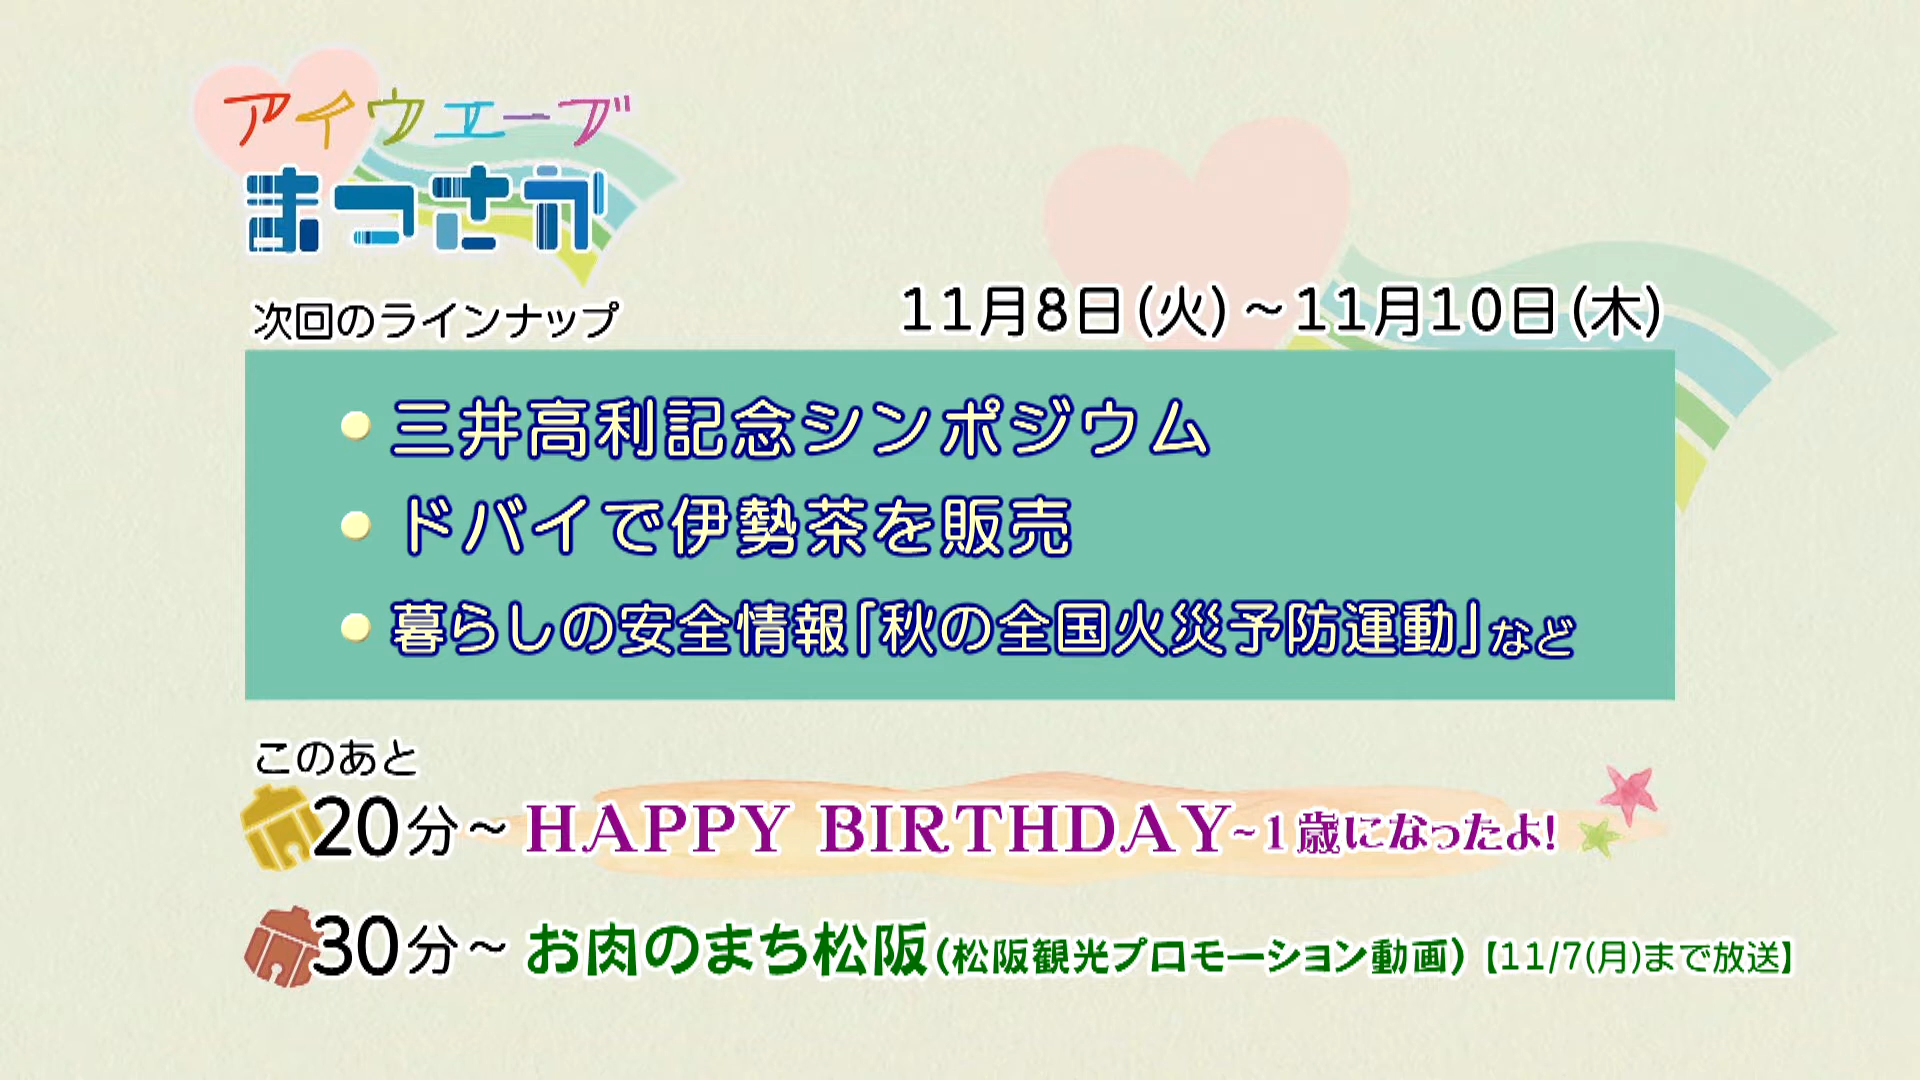 アイウエーブ
まつさか
次回のラインナップ
11月8日(火)～11月10日(木)
● 三井高利記念シンポジウム
● ドバイで伊勢茶を販売
● 暮らしの安全情報｢秋の全国火災予防運動｣など
このあと
20分～ HAPPY BIRTHDAY~1歳になったよ!
30分～ お肉のまち松阪(松阪観光プロモーション動画)【11/7(月)まで放送】